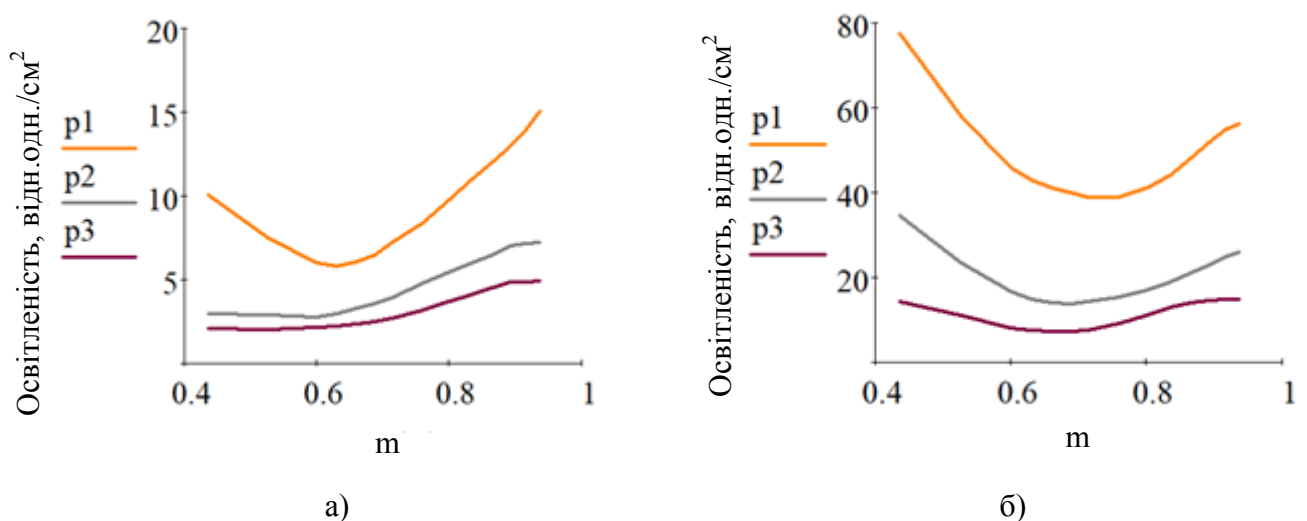 Освітленість, відн.одн./см²
p1
p2
p3
20
15
10
5
0.4
0.6
0.8
1
m
а)
Освітленість, відн.одн./см²
p1
p2
p3
80
60
40
20
0.4
0.6
0.8
1
m
б)